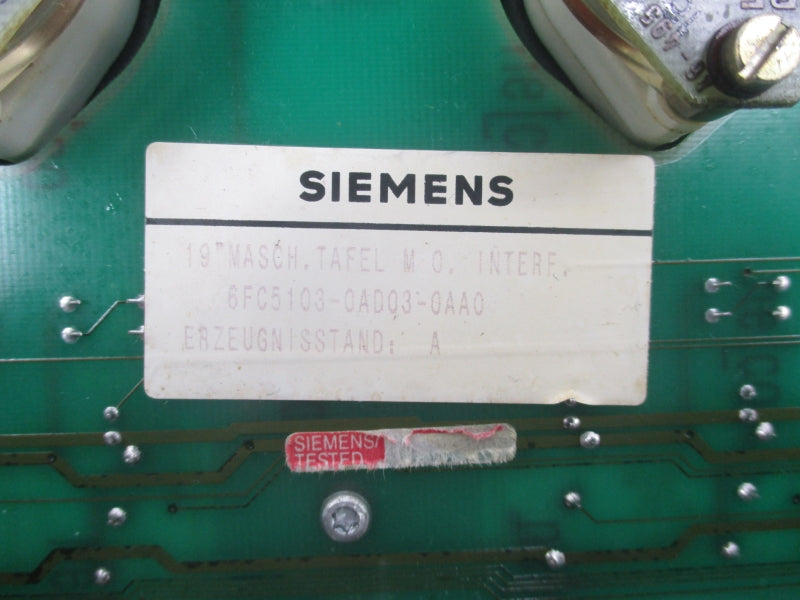 SIEMENS
19"MASCH.TAFEL M O. INTERF.
6FC5103-0AD03-0AA0
ERZEUGNISSTAND: A
SIEMENS/
TESTED